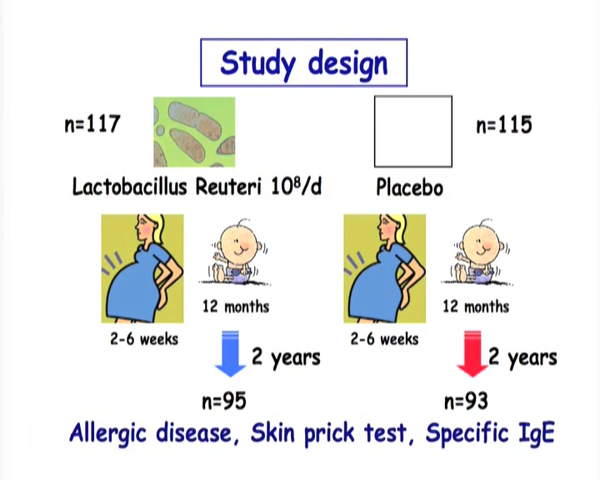 Study design
n=117
n=115
Lactobacillus Reuteri 10⁸/d
Placebo
12 months
12 months
2-6 weeks
2-6 weeks
2 years
2 years
n=95
n=93
Allergic disease, Skin prick test, Specific IgE